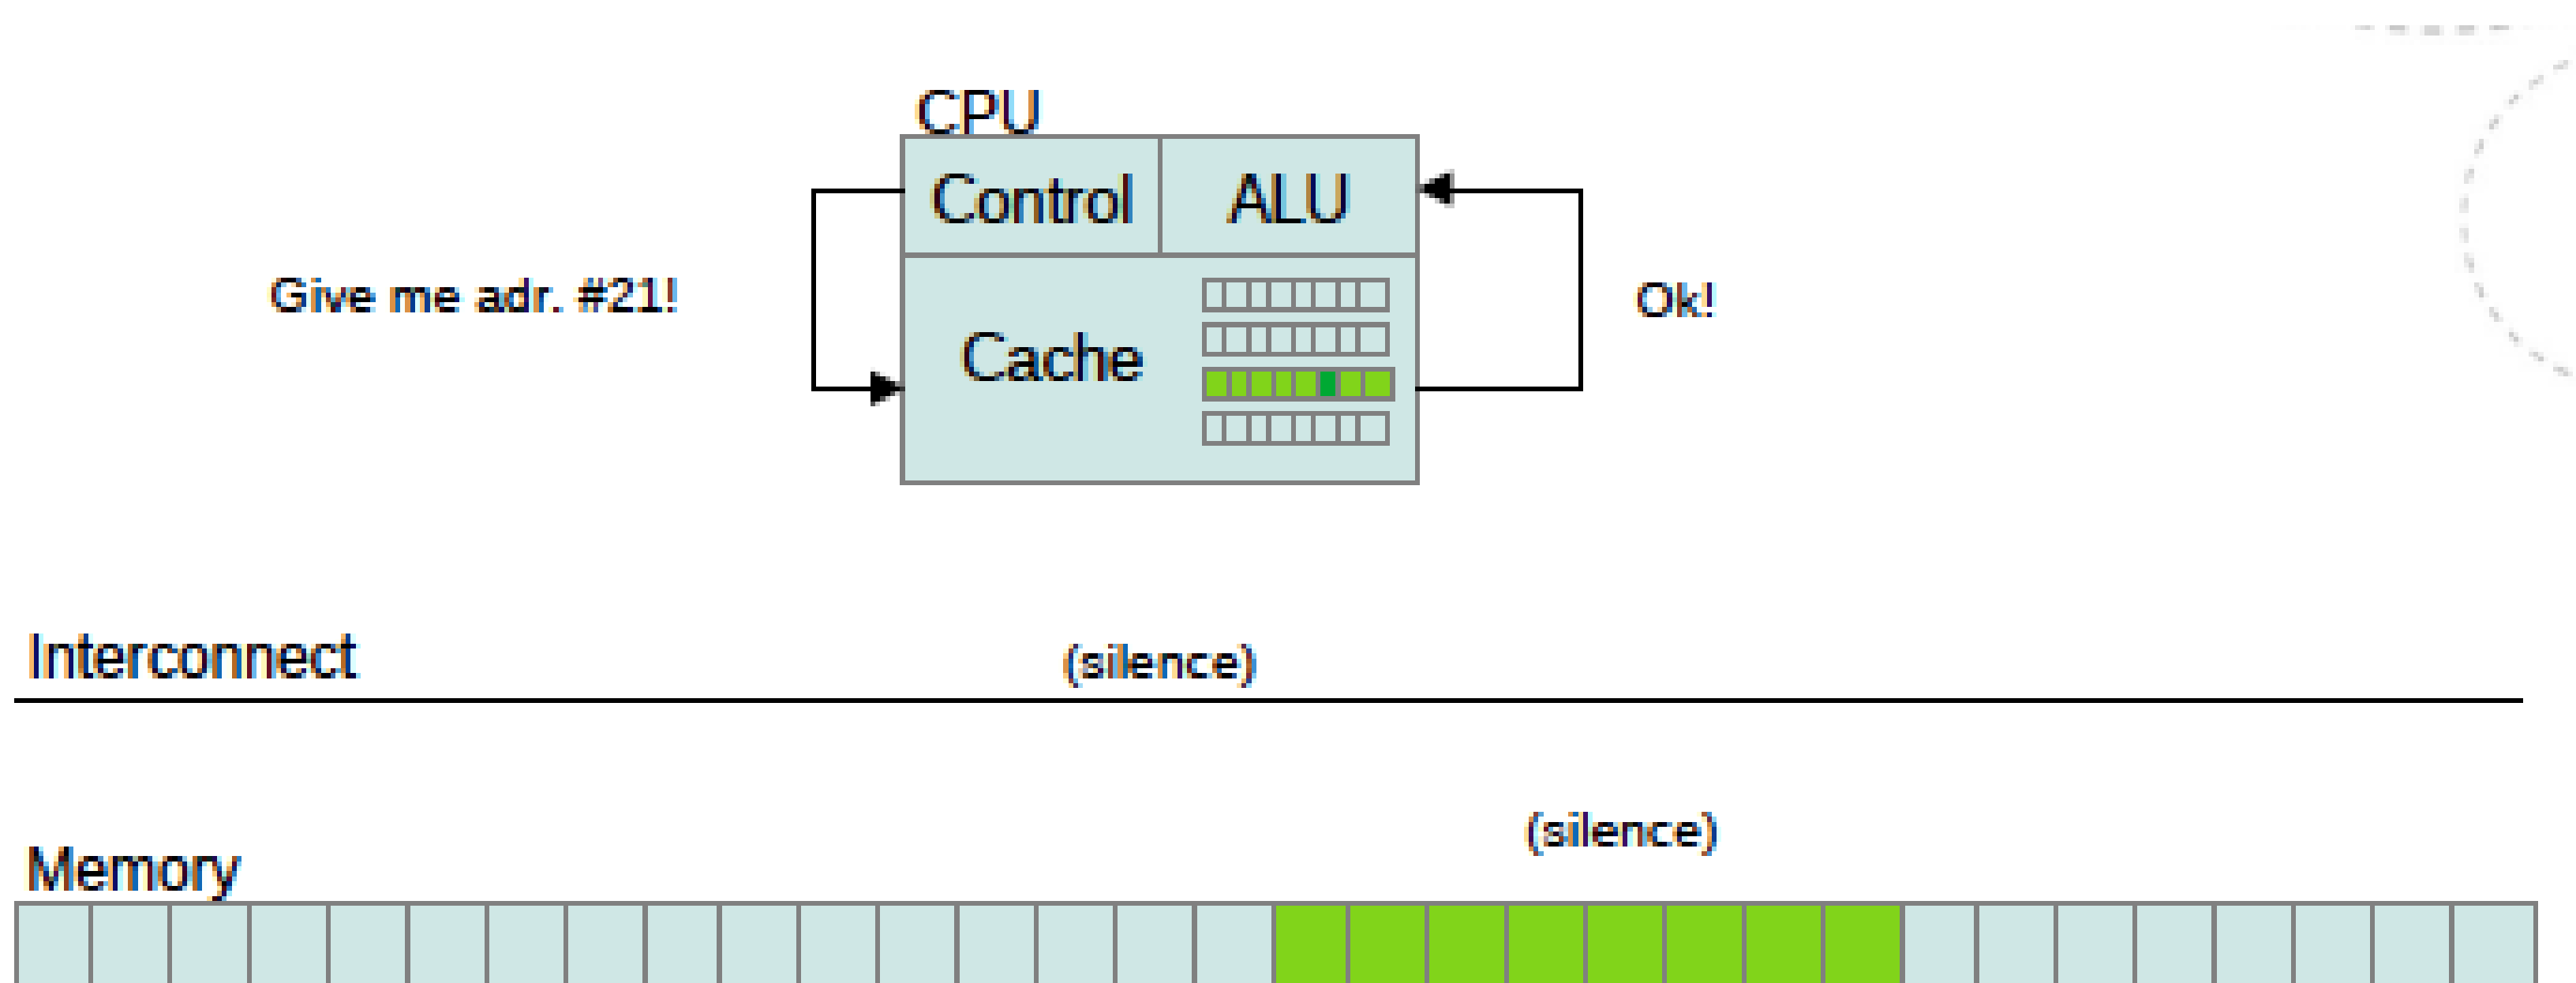 CPU
Control
ALU
Give me adr. #21!
Ok!
Cache
Interconnect
(silence)
(silence)
Memory